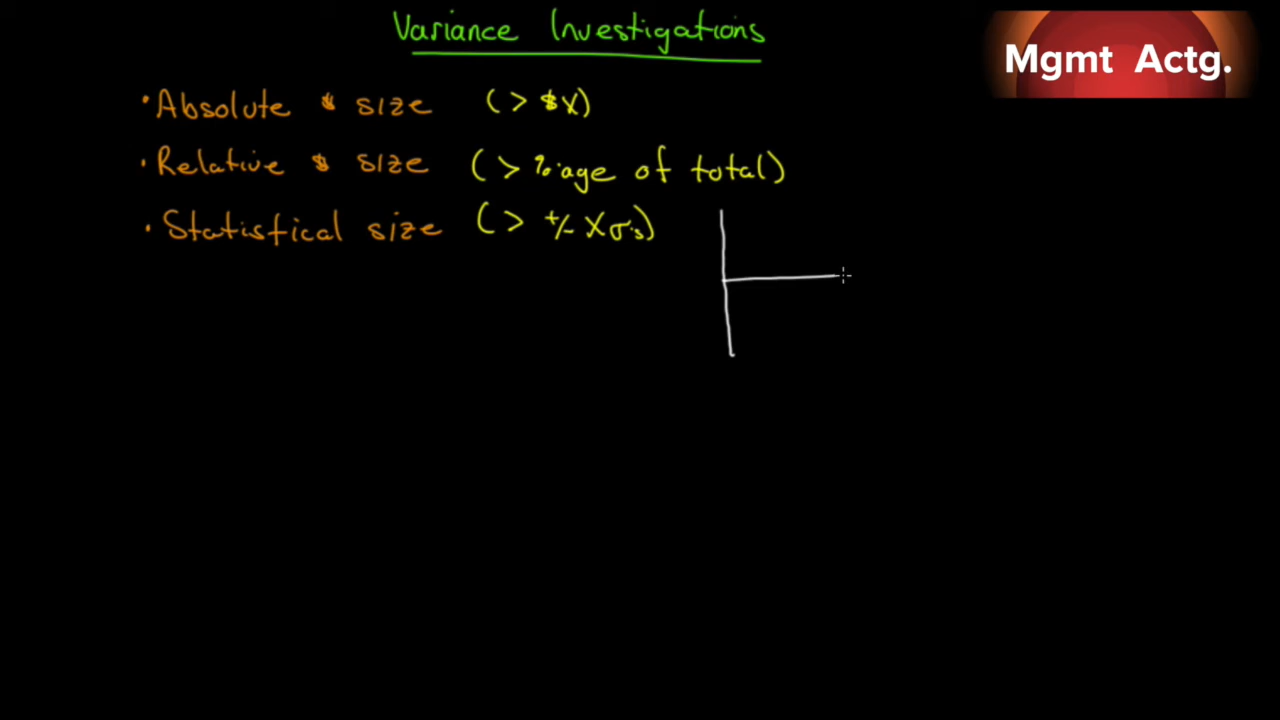 Variance Investigations
Mgmt Actg.
• Absolute $ size (> $X)
• Relative $ size (> %age of total)
• Statistical size (> +/- Xσ's)